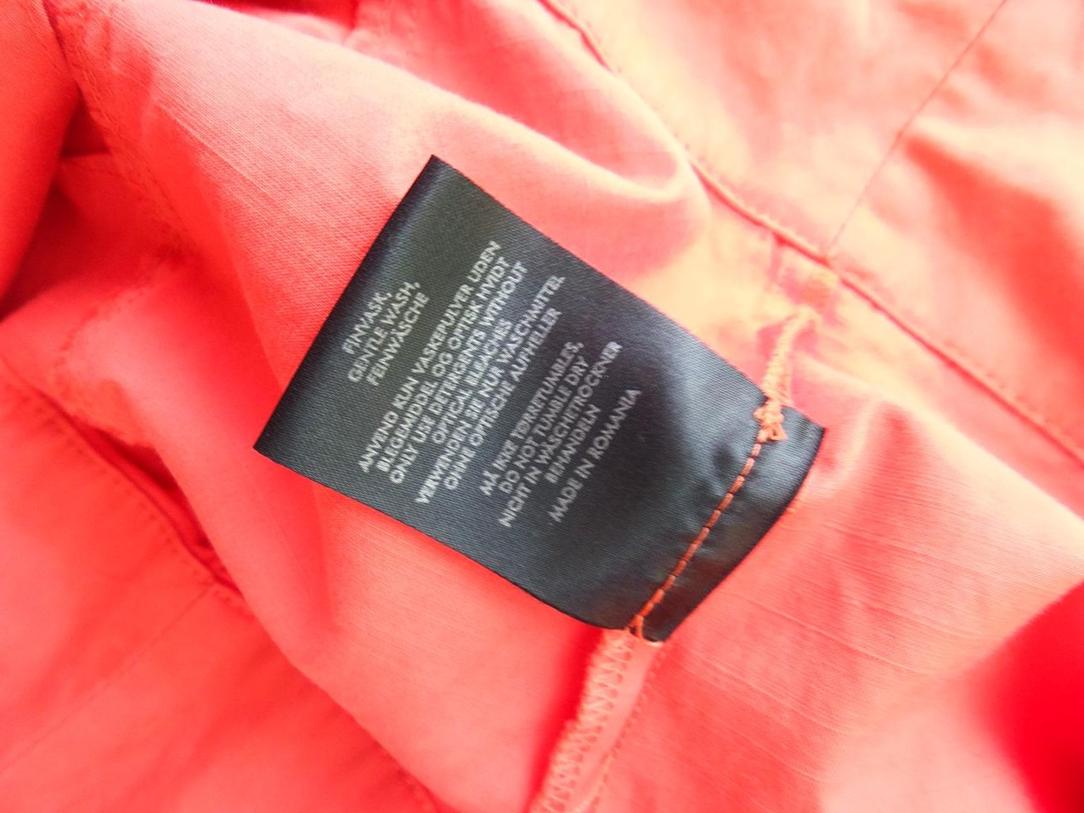 FINVASK,
GENTLE WASH,
FEINWÄSCHE
ANVEND KUN VASKEPULVER UDEN
BLEGEMIDDEL OG OPTISK HVIDT
ONLY USE DETERGENTS WITHOUT
OPTICAL BLEACHES
VERWENDEN SIE NUR WASCHMITTEL
OHNE OPTISCHE AUFHELLER
MÅ IKKE TØRRETUMBLES,
DO NOT TUMBLE DRY
NICHT IN WÄSCHETROCKNER
BEHANDELN
MADE IN ROMANIA